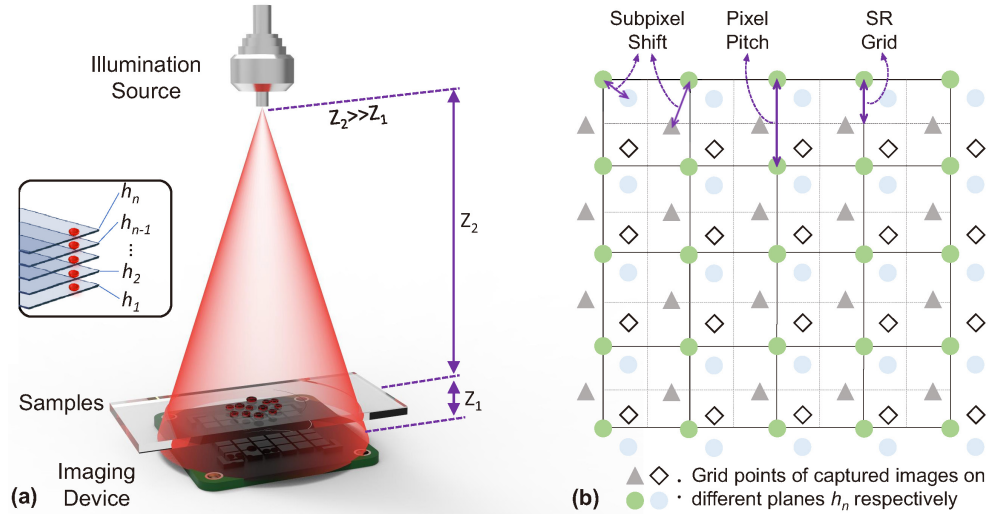 Illumination
Source
Z2>>Z1
Z2
hn
hn-1
⋮
h2
h1
Samples
Z1
Imaging
Device
(a)
Subpixel
Shift
Pixel
Pitch
SR
Grid
Grid points of captured images on
different planes hn respectively
(b)